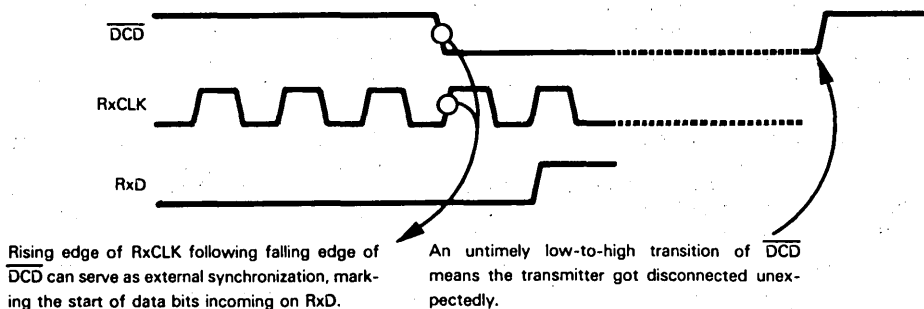 DCD
RxCLK
RxD
Rising edge of RxCLK following falling edge of
DCD can serve as external synchronization, mark-
ing the start of data bits incoming on RxD.
An untimely low-to-high transition of DCD
means the transmitter got disconnected unex-
pectedly.